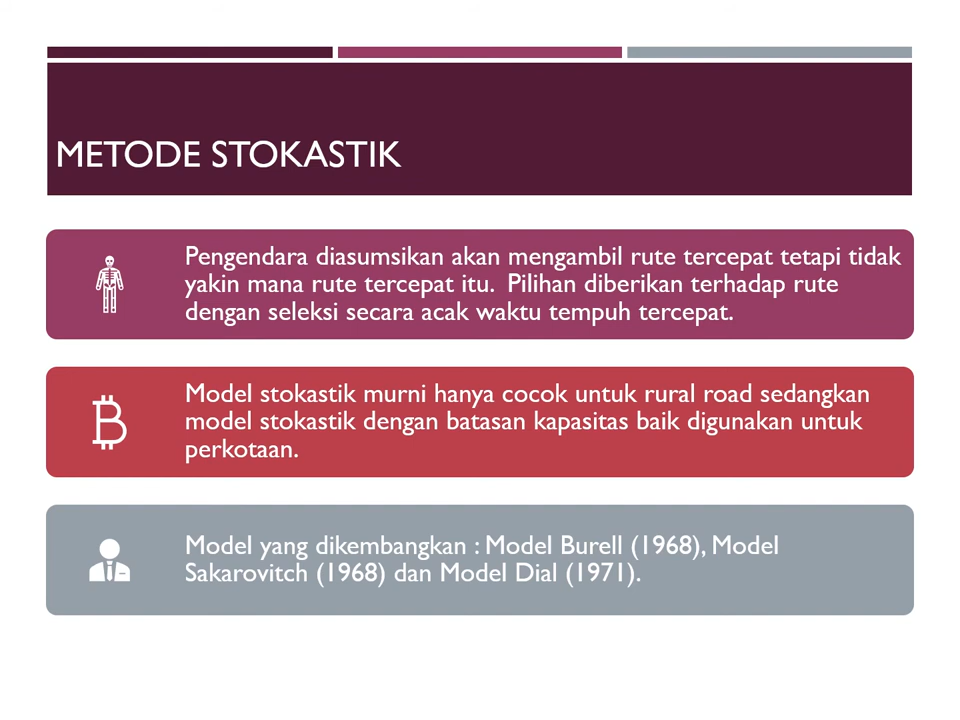 METODE STOKASTIK
Pengendara diasumsikan akan mengambil rute tercepat tetapi tidak
yakin mana rute tercepat itu. Pilihan diberikan terhadap rute
dengan seleksi secara acak waktu tempuh tercepat.
Model stokastik murni hanya cocok untuk rural road sedangkan
model stokastik dengan batasan kapasitas baik digunakan untuk
perkotaan.
Model yang dikembangkan : Model Burell (1968), Model
Sakarovitch (1968) dan Model Dial (1971).